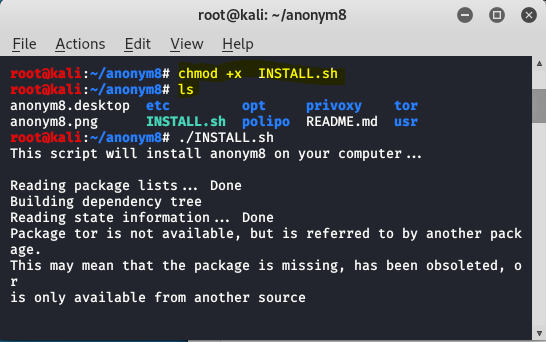 root@kali: ~/anonym8
File Actions Edit View Help
root@kali:~/anonym8# chmod +x INSTALL.sh
root@kali:~/anonym8# ls
anonym8.desktop etc opt privoxy tor
anonym8.png INSTALL.sh polipo README.md usr
root@kali:~/anonym8# ./INSTALL.sh
This script will install anonym8 on your computer...
Reading package lists... Done
Building dependency tree
Reading state information... Done
Package tor is not available, but is referred to by another pack
age.
This may mean that the package is missing, has been obsoleted, o
r
is only available from another source